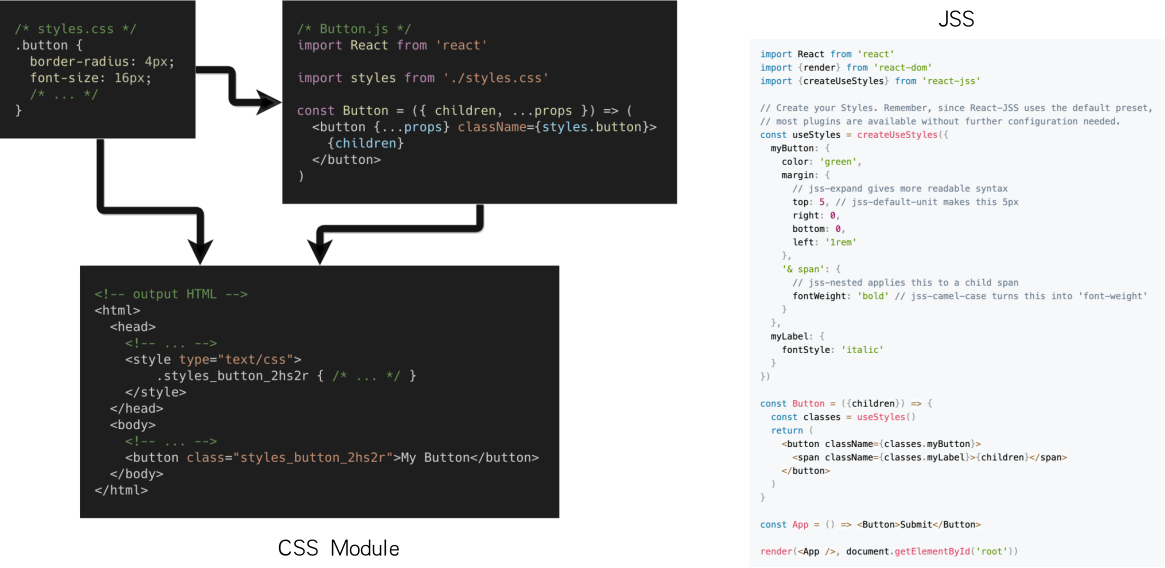 /* styles.css */
.button {
  border-radius: 4px;
  font-size: 16px;
  /* ... */
}
/* Button.js */
import React from 'react'

import styles from './styles.css'

const Button = ({ children, ...props }) => (
  <button {...props} className={styles.button}>
    {children}
  </button>
)
<!-- output HTML -->
<html>
  <head>
    <!-- ... -->
    <style type="text/css">
        .styles_button_2hs2r { /* ... */ }
    </style>
  </head>
  <body>
    <!-- ... -->
    <button class="styles_button_2hs2r">My Button</button>
  </body>
</html>
CSS Module
JSS
import React from 'react'
import {render} from 'react-dom'
import {createUseStyles} from 'react-jss'

// Create your Styles. Remember, since React-JSS uses the default preset,
// most plugins are available without further configuration needed.
const useStyles = createUseStyles({
  myButton: {
    color: 'green',
    margin: {
      // jss-expand gives more readable syntax
      top: 5, // jss-default-unit makes this 5px
      right: 0,
      bottom: 0,
      left: '1rem'
    },
    '& span': {
      // jss-nested applies this to a child span
      fontWeight: 'bold' // jss-camel-case turns this into 'font-weight'
    }
  },
  myLabel: {
    fontStyle: 'italic'
  }
})

const Button = ({children}) => {
  const classes = useStyles()
  return (
    <button className={classes.myButton}>
      <span className={classes.myLabel}>{children}</span>
    </button>
  )
}

const App = () => <Button>Submit</Button>

render(<App />, document.getElementById('root'))